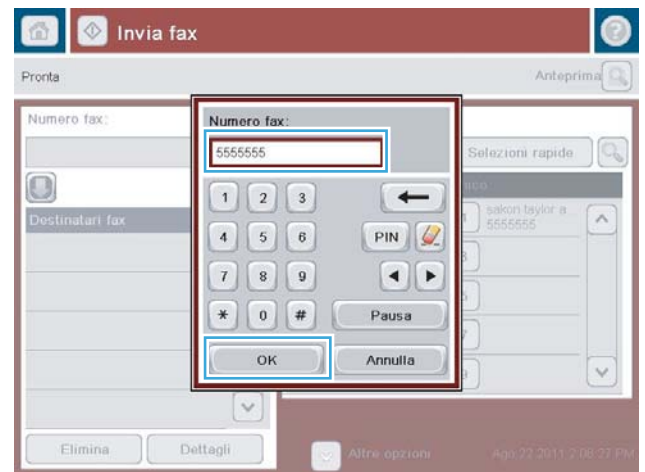 Invia fax
Pronta
Anteprima
Numero fax:
Numero fax:
5555555
Selezioni rapide
Destinatari fax
1 2 3
4 5 6 PIN
7 8 9
* 0 # Pausa
OK Annulla
1 sakon taylor a...
5555555
Elimina Dettagli
Altre opzioni
Ago 22 2011 2:08:27 PM